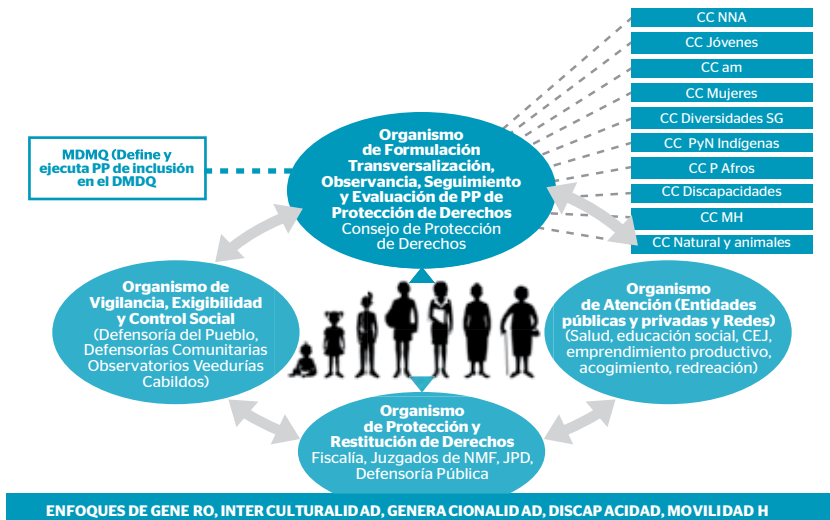 CC NNA
CC Jóvenes
CC am
CC Mujeres
CC Diversidades SG
CC PyN Indígenas
CC P Afros
CC Discapacidades
CC MH
CC Natural y animales
MDMQ (Define y
ejecuta PP de inclusión
en el DMDQ
Organismo
de Formulación
Transversalización,
Observancia, Seguimiento
y Evaluación de PP de
Protección de Derechos
Consejo de Protección
de Derechos
Organismo de
Vigilancia, Exigibilidad
y Control Social
(Defensoría del Pueblo,
Defensorías Comunitarias
Observatorios Veedurías
Cabildos)
Organismo
de Atención (Entidades
públicas y privadas y Redes)
(Salud, educación social, CEJ,
emprendimiento productivo,
acogimiento, redreación)
Organismo
de Protección y
Restitución de Derechos
Fiscalía, Juzgados de NMF, JPD,
Defensoría Pública
ENFOQUES DE GENE RO, INTER CULTURALID AD, GENERA CIONALID AD, DISCAP ACIDAD, MOVILIDAD H